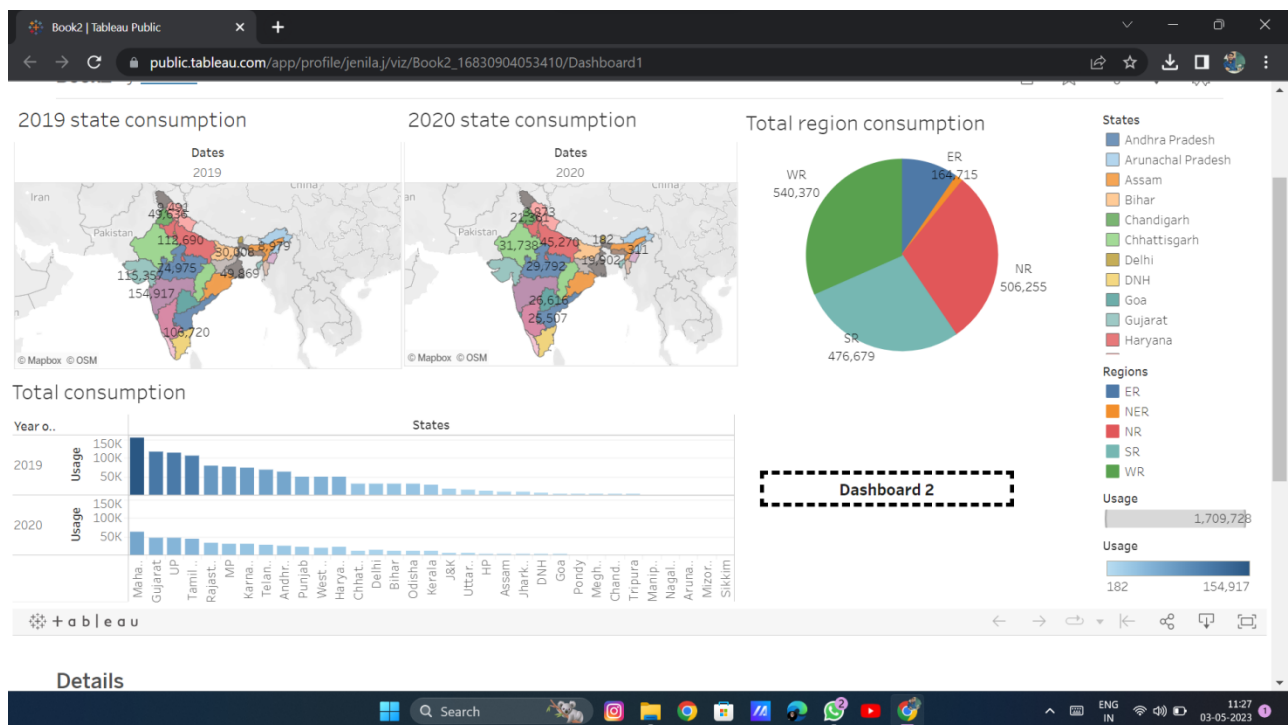 Book2 | Tableau Public
public.tableau.com/app/profile/jenila.j/viz/Book2_16830904053410/Dashboard1
2019 state consumption
Dates
2019
Iran
China
Pakistan
9,491
49,636
112,690
30,008
8,979
74,975
49,869
115,357
154,917
106,720
© Mapbox © OSM
2020 state consumption
Dates
2020
China
Pakistan
21,361
31,738
45,270
182
311
19,902
29,792
26,616
25,507
© Mapbox © OSM
Total region consumption
ER
164,715
WR
540,370
NR
506,255
SR
476,679
States
Andhra Pradesh
Arunachal Pradesh
Assam
Bihar
Chandigarh
Chhattisgarh
Delhi
DNH
Goa
Gujarat
Haryana
Regions
ER
NER
NR
SR
WR
Usage
1,709,728
Usage
182 154,917
Total consumption
Year o.. States
2019
Usage
150K
100K
50K
2020
Usage
150K
100K
50K
Maha..
Gujarat
UP
Tamil..
Rajast..
MP
Karna..
Telan..
Andhr..
Punjab
West ..
Harya..
Chhat..
Delhi
Bihar
Odisha
Kerala
J&K
Uttar..
HP
Assam
Jhark..
DNH
Goa
Pondy
Megh..
Chand..
Tripura
Manip..
Nagal..
Aruna..
Mizor..
Sikkim
Dashboard 2
+ a b l e a u
Details
Search
2
ENG
IN
11:27
03-05-2023
1